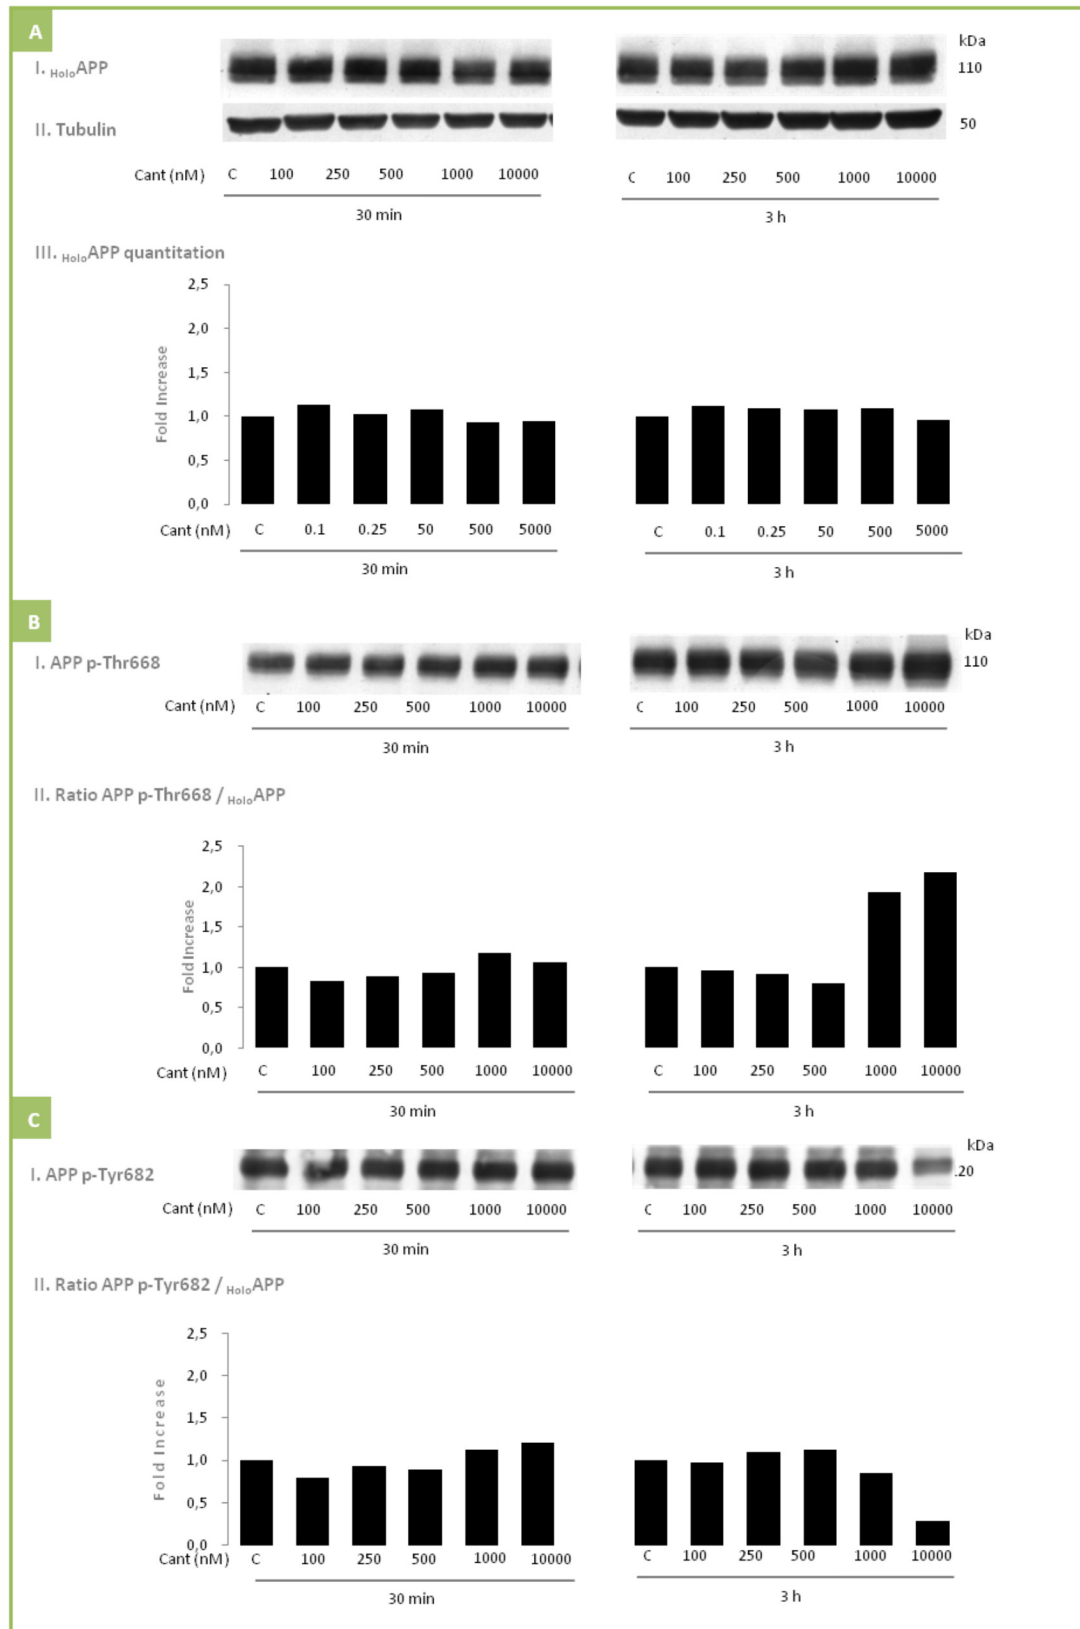 A
kDa
I. HoloAPP
110
II. Tubulin
50
Cant (nM) C 100 250 500 1000 10000 C 100 250 500 1000 10000
30 min 3 h
III. HoloAPP quantitation
2,5
2,0
1,5
1,0
0,5
0,0
Fold Increase
Cant (nM) C 0.1 0.25 50 500 5000 C 0.1 0.25 50 500 5000
30 min 3 h
B
kDa
I. APP p-Thr668
110
Cant (nM) C 100 250 500 1000 10000 C 100 250 500 1000 10000
30 min 3 h
II. Ratio APP p-Thr668 / HoloAPP
2,5
2,0
1,5
1,0
0,5
0,0
Fold Increase
Cant (nM) C 100 250 500 1000 10000 C 100 250 500 1000 10000
30 min 3 h
C
kDa
I. APP p-Tyr682
.20
Cant (nM) C 100 250 500 1000 10000 C 100 250 500 1000 10000
30 min 3 h
II. Ratio APP p-Tyr682 / HoloAPP
2,5
2,0
1,5
1,0
0,5
0,0
Fold Increase
Cant (nM) C 100 250 500 1000 10000 C 100 250 500 1000 10000
30 min 3 h